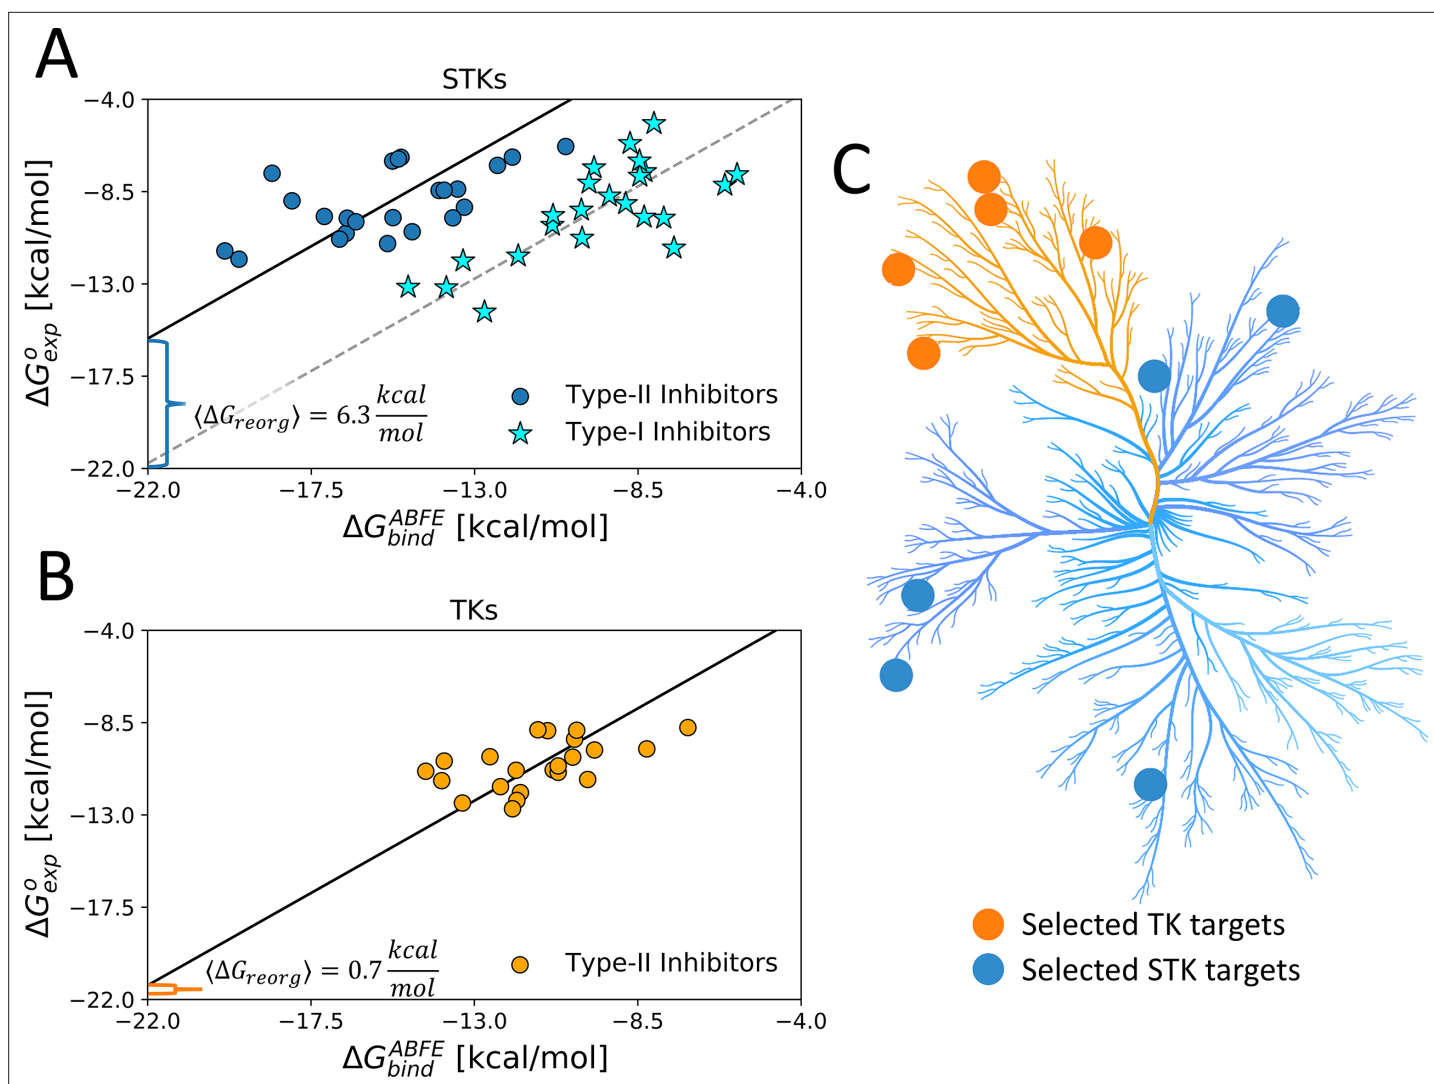 A
STKs
−4.0
−8.5
−13.0
−17.5
−22.0
ΔG°exp [kcal/mol]
⟨ΔGreorg⟩ = 6.3 kcal/mol
Type-II Inhibitors
Type-I Inhibitors
−22.0 −17.5 −13.0 −8.5 −4.0
ΔG^ABFE_bind [kcal/mol]
B
TKs
−4.0
−8.5
−13.0
−17.5
−22.0
ΔG°exp [kcal/mol]
⟨ΔGreorg⟩ = 0.7 kcal/mol
Type-II Inhibitors
−22.0 −17.5 −13.0 −8.5 −4.0
ΔG^ABFE_bind [kcal/mol]
C
Selected TK targets
Selected STK targets